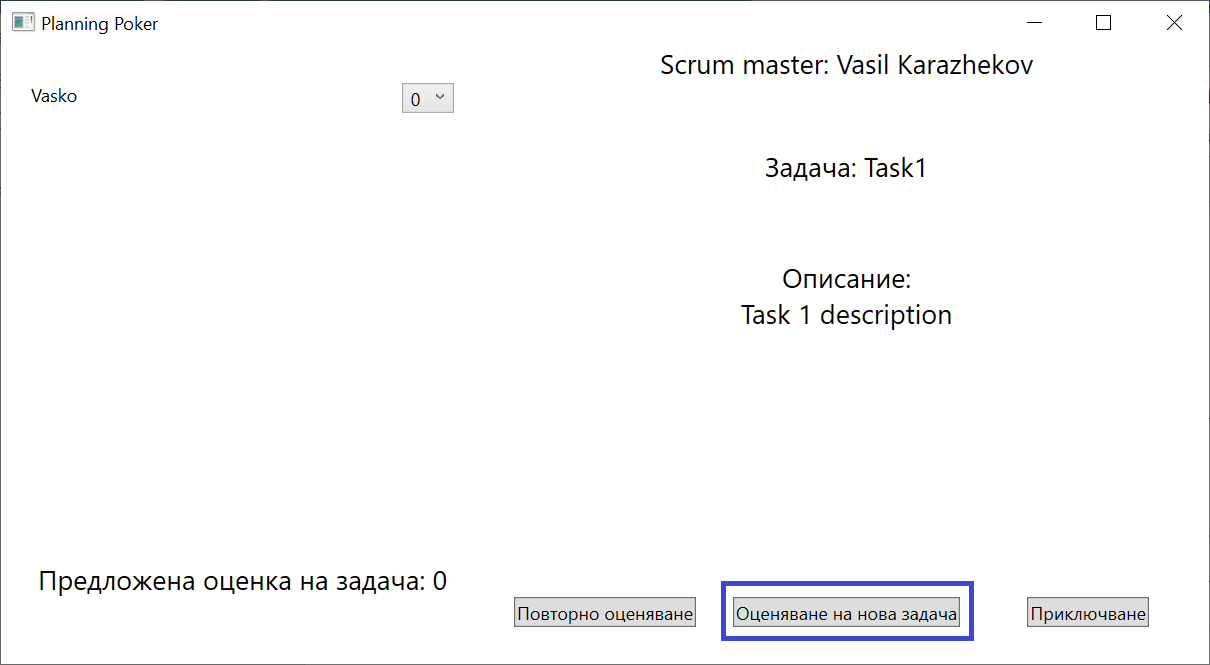 Planning Poker
Scrum master: Vasil Karazhekov
Vasko
0
Задача: Task1
Описание:
Task 1 description
Предложена оценка на задача: 0
Повторно оценяване
Оценяване на нова задача
Приключване